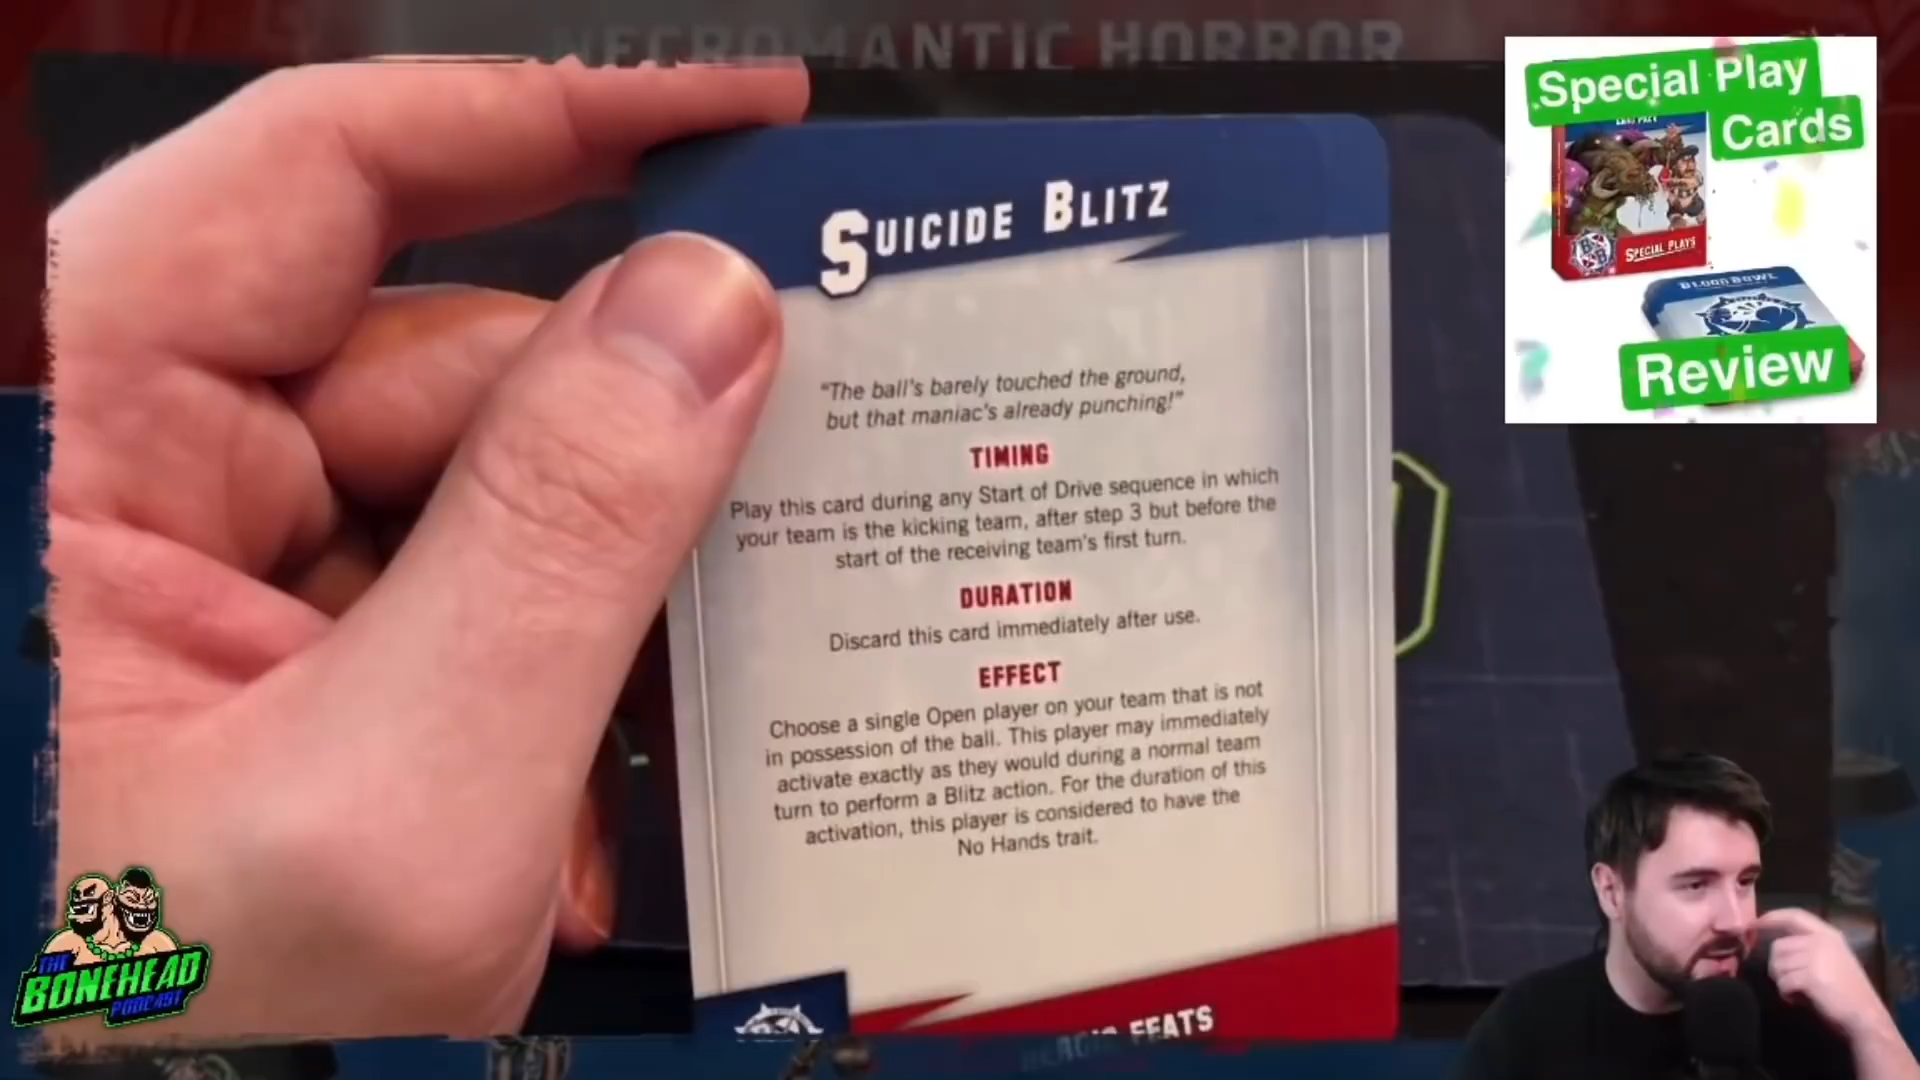 NECROMANTIC HORROR
Special Play
Cards
CARD PACK
SPECIAL PLAYS
BLOOD BOWL
Review
SUICIDE BLITZ
"The ball's barely touched the ground,
but that maniac's already punching!"
TIMING
Play this card during any Start of Drive sequence in which
your team is the kicking team, after step 3 but before the
start of the receiving team's first turn.
DURATION
Discard this card immediately after use.
EFFECT
Choose a single Open player on your team that is not
in possession of the ball. This player may immediately
activate exactly as they would during a normal team
turn to perform a Blitz action. For the duration of this
activation, this player is considered to have the
No Hands trait.
HEROIC FEATS
THE
BONEHEAD
PODCAST